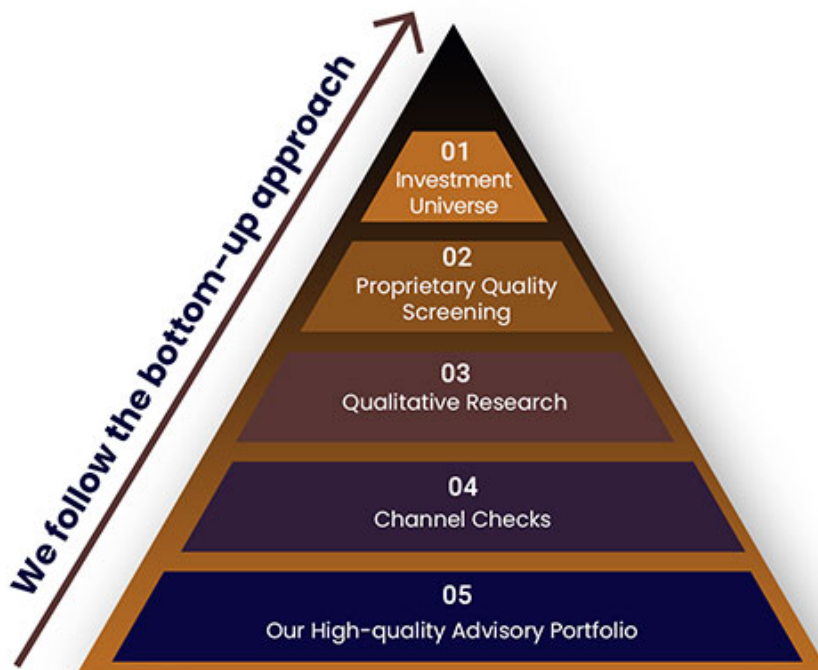 We follow the bottom-up approach
01
Investment
Universe
02
Proprietary Quality
Screening
03
Qualitative Research
04
Channel Checks
05
Our High-quality Advisory Portfolio